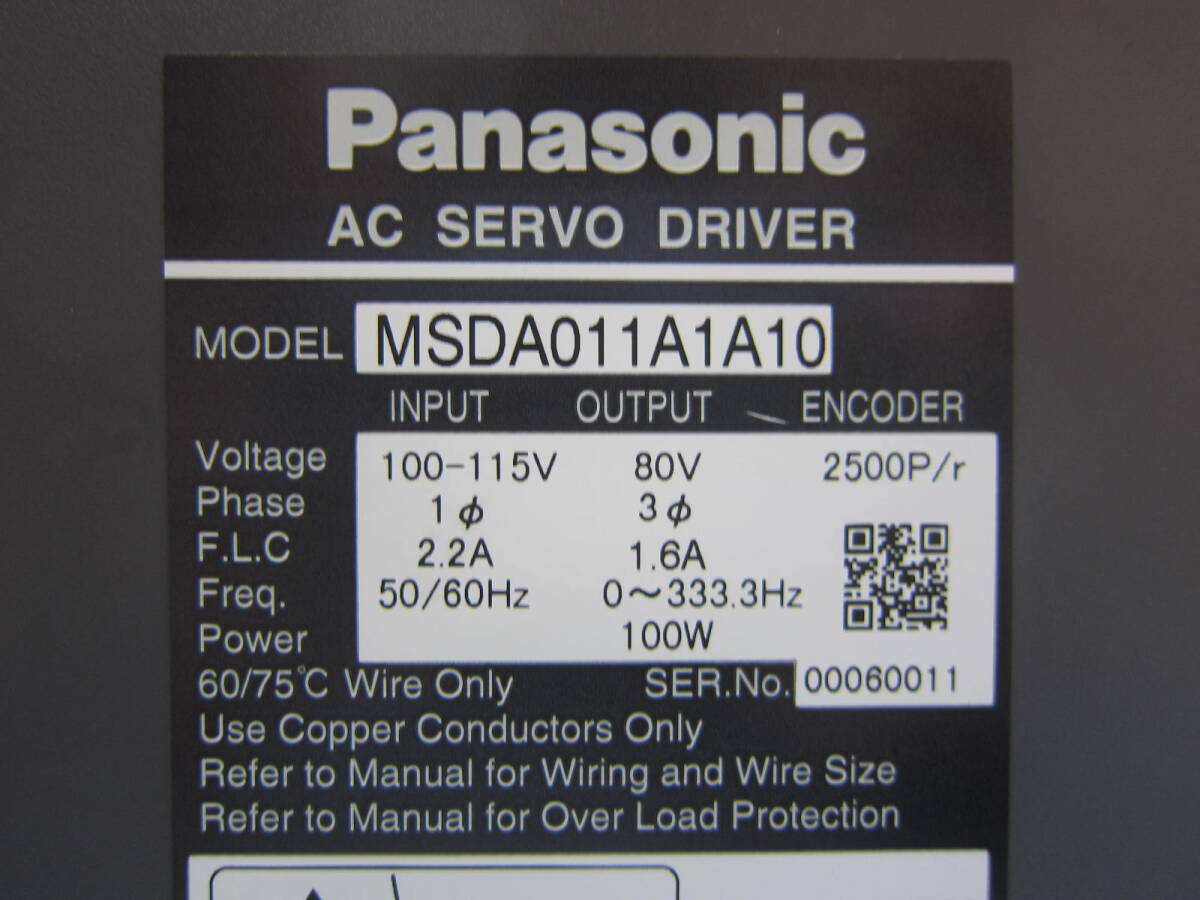 Panasonic
AC SERVO DRIVER
MODEL MSDA011A1A10
INPUT OUTPUT ENCODER
Voltage 100-115V 80V 2500P/r
Phase 1ϕ 3ϕ
F.L.C 2.2A 1.6A
Freq. 50/60Hz 0~333.3Hz
Power 100W
60/75°C Wire Only SER.No. 00060011
Use Copper Conductors Only
Refer to Manual for Wiring and Wire Size
Refer to Manual for Over Load Protection